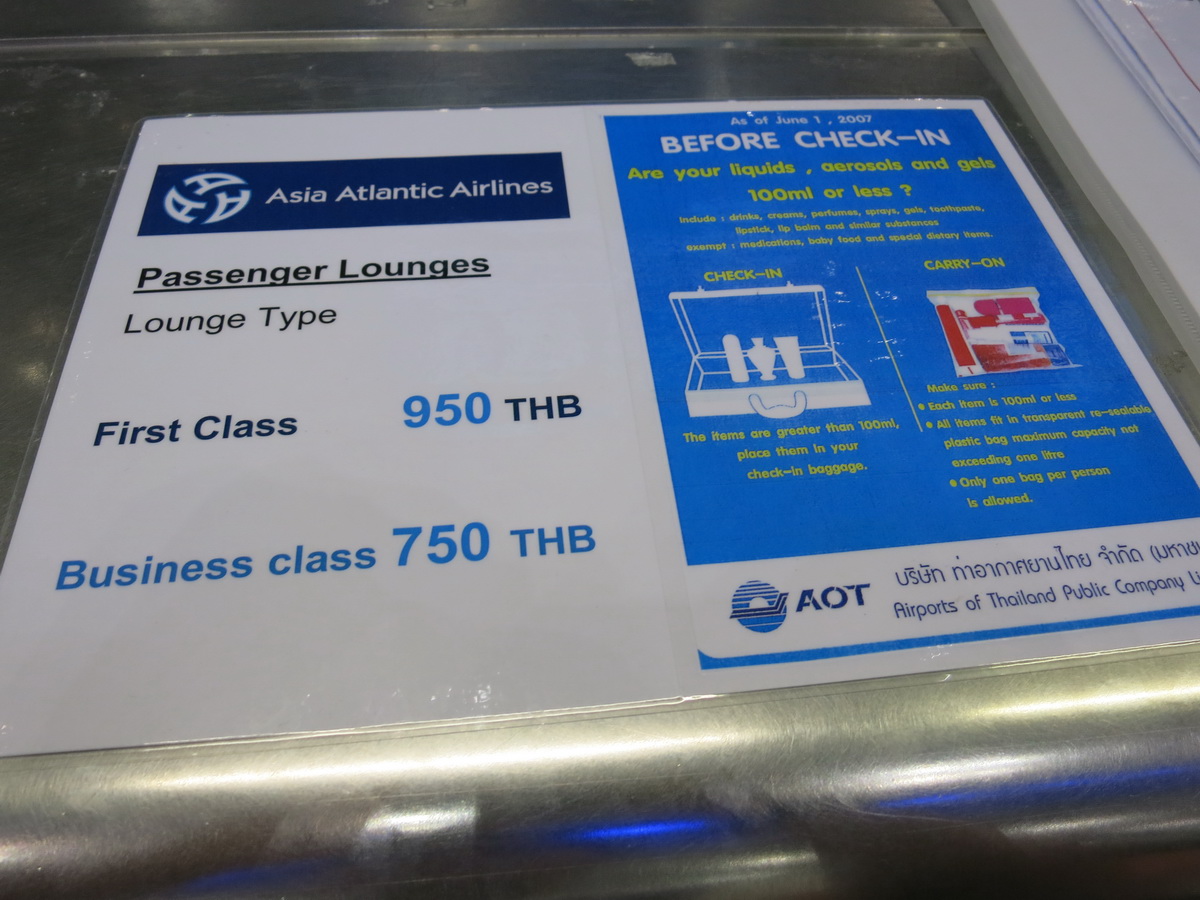 Asia Atlantic Airlines
Passenger Lounges
Lounge Type
First Class 950 THB
Business class 750 THB
As of June 1 , 2007
BEFORE CHECK-IN
Are your liquids , aerosols and gels
100ml or less ?
Include : drinks, creams, perfumes, sprays, gels, toothpaste,
lipstick, lip balm and similar substances
exempt : medications, baby food and special dietary items.
CHECK-IN
The items are greater than 100ml,
place them in your
check-in baggage.
CARRY-ON
Make sure :
• Each item is 100ml or less
• All items fit in transparent re-sealable
plastic bag maximum capacity not
exceeding one litre
• Only one bag per person
is allowed.
AOT
บริษัท ท่าอากาศยานไทย จำกัด (มหาช
Airports of Thailand Public Company Li